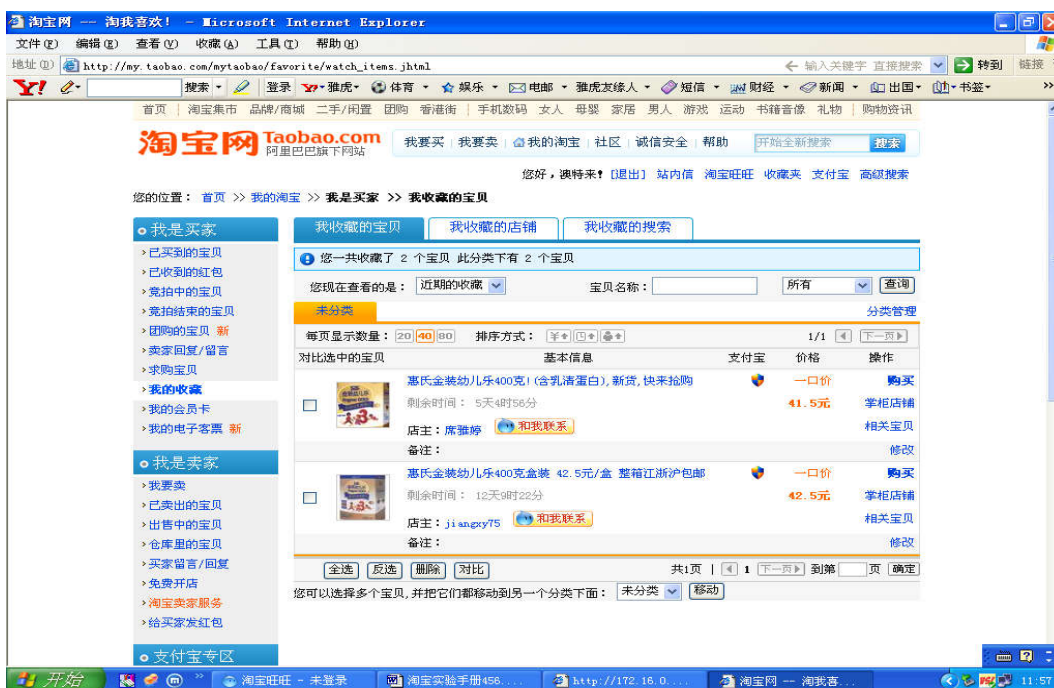 淘宝网 -- 淘我喜欢! - Microsoft Internet Explorer
文件(F) 编辑(E) 查看(V) 收藏(A) 工具(T) 帮助(H)
地址(D) http://my.taobao.com/mytaobao/favorite/watch_items.jhtml 输入关键字 直接搜索 转到 链接
Y! 搜索 登录 雅虎 体育 娱乐 电邮 雅虎友缘人 短信 财经 新闻 出国 书签 »
首页 淘宝集市 品牌/商城 二手/闲置 团购 香港街 手机数码 女人 母婴 家居 男人 游戏 运动 书籍音像 礼物 购物资讯
淘宝网 Taobao.com
阿里巴巴旗下网站
我要买 我要卖 我的淘宝 社区 诚信安全 帮助 开始全新搜索 搜索
您好,澳特来! [退出] 站内信 淘宝旺旺 收藏夹 支付宝 高级搜索
您的位置: 首页 >> 我的淘宝 >> 我是买家 >> 我收藏的宝贝
我是买家
>已买到的宝贝
>已收到的红包
>竞拍中的宝贝
>竞拍结束的宝贝
>团购的宝贝 新
>卖家回复/留言
>求购宝贝
>我的收藏
>我的会员卡
>我的电子客票 新
我是卖家
>我要卖
>已卖出的宝贝
>出售中的宝贝
>仓库里的宝贝
>买家留言/回复
>免费开店
>淘宝卖家服务
>给买家发红包
支付宝专区
我收藏的宝贝 我收藏的店铺 我收藏的搜索
您一共收藏了 2 个宝贝 此分类下有 2 个宝贝
您现在查看的是: 近期的收藏 宝贝名称: 所有 查询
未分类 分类管理
每页显示数量: 20 40 80 排序方式: 1/1 下一页
对比选中的宝贝 基本信息 支付宝 价格 操作
惠氏金装幼儿乐400克!(含乳清蛋白),新货,快来抢购 一口价 购买
剩余时间: 5天4时56分 41.5元 掌柜店铺
店主:席雅婷 和我联系 相关宝贝
备注: 修改
惠氏金装幼儿乐400克盒装 42.5元/盒 整箱江浙沪包邮 一口价 购买
剩余时间: 12天9时22分 42.5元 掌柜店铺
店主:jiangxy75 和我联系 相关宝贝
备注: 修改
全选 反选 删除 对比 共1页 | 1 下一页 到第 页 确定
您可以选择多个宝贝,并把它们都移动到另一个分类下面: 未分类 移动
开始 » 淘宝旺旺 - 未登录 淘宝实验手册456.... http://172.16.0.... 淘宝网 -- 淘我喜... 11:57